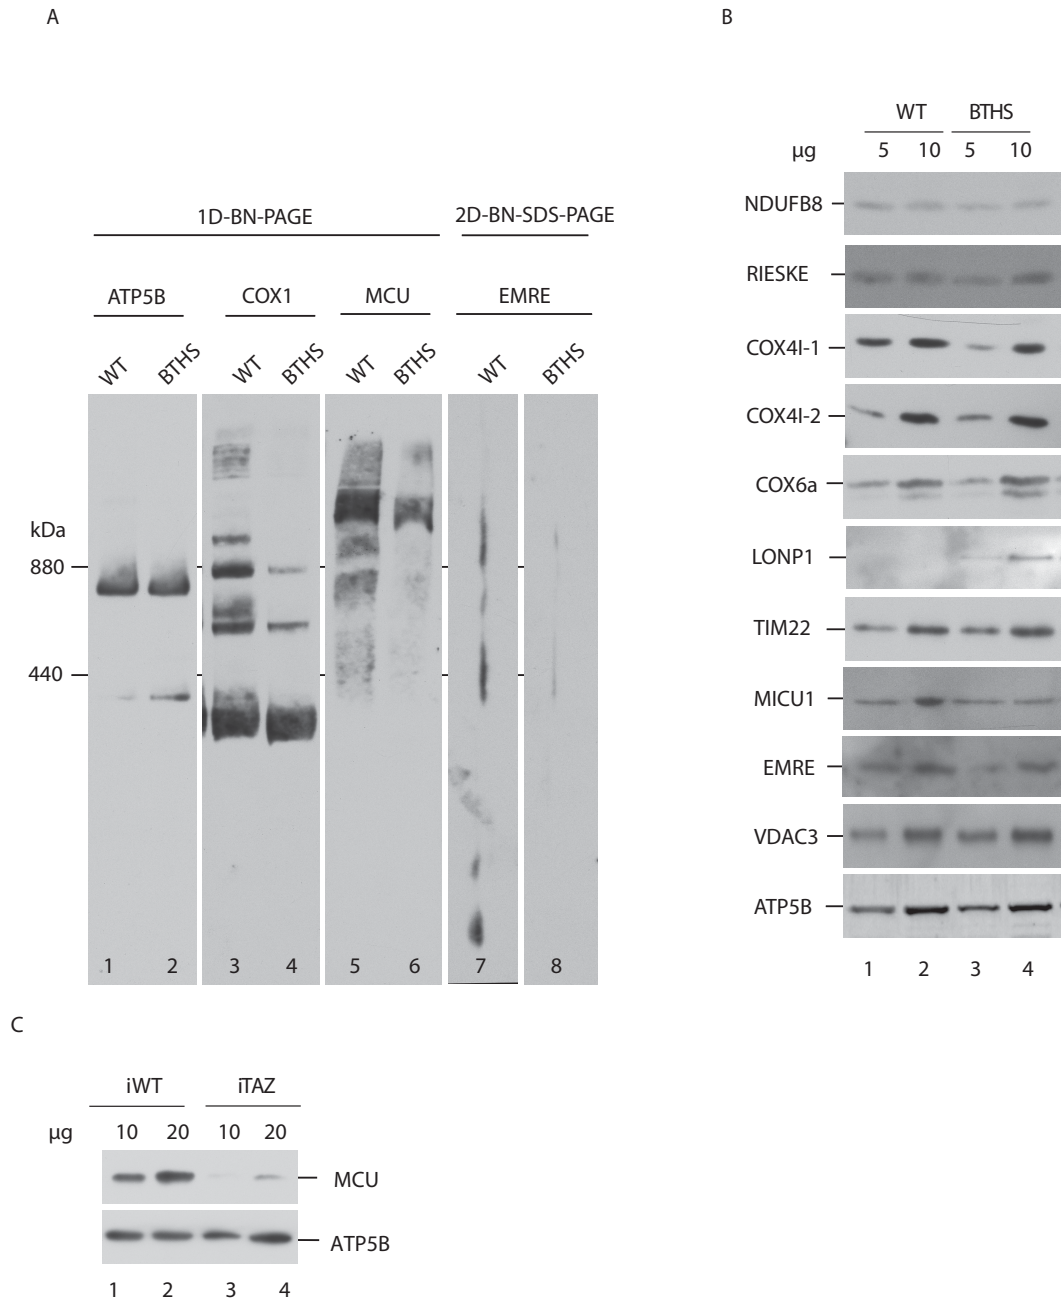 A
1D-BN-PAGE 2D-BN-SDS-PAGE
ATP5B COX1 MCU EMRE
WT BTHS WT BTHS WT BTHS WT BTHS
kDa
880
440
1 2 3 4 5 6 7 8
B
WT BTHS
µg 5 10 5 10
NDUFB8
RIESKE
COX4I-1
COX4I-2
COX6a
LONP1
TIM22
MICU1
EMRE
VDAC3
ATP5B
1 2 3 4
C
iWT iTAZ
µg 10 20 10 20
MCU
ATP5B
1 2 3 4